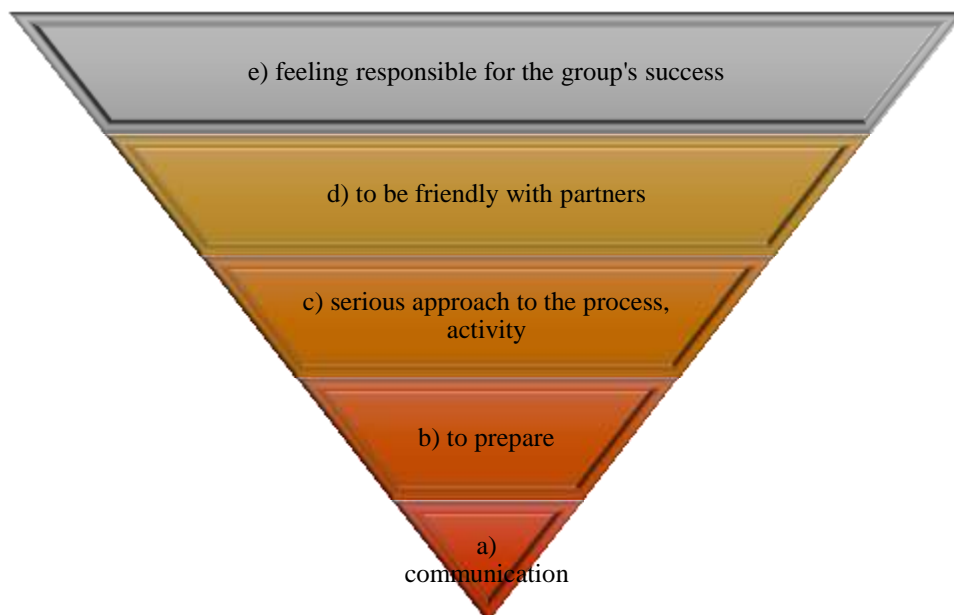 e) feeling responsible for the group's success
d) to be friendly with partners
c) serious approach to the process,
activity
b) to prepare
a)
communication